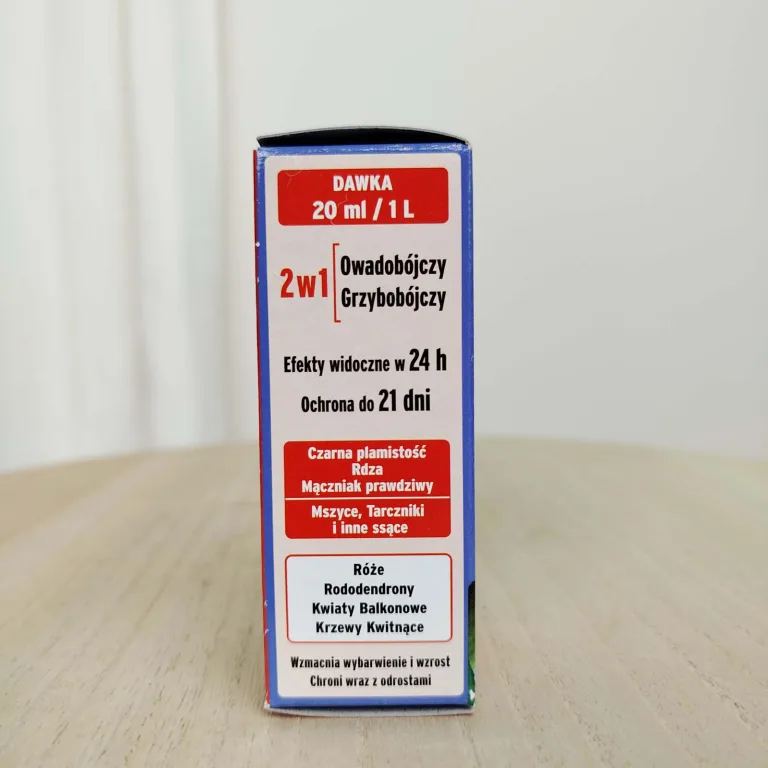 DAWKA
20 ml / 1 L
2w1
Owadobójczy
Grzybobójczy
Efekty widoczne w 24 h
Ochrona do 21 dni
Czarna plamistość
Rdza
Mączniak prawdziwy
Mszyce, Tarczniki
i inne ssące
Róże
Rododendrony
Kwiaty Balkonowe
Krzewy Kwitnące
Wzmacnia wybarwienie i wzrost
Chroni wraz z odrostami